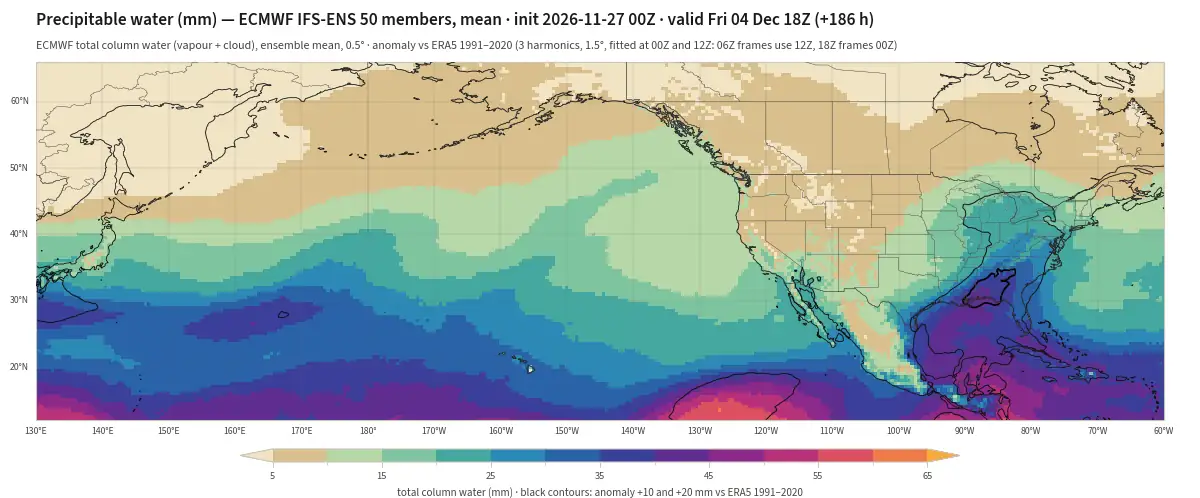 Precipitable water (mm) — ECMWF IFS-ENS 50 members, mean · init 2026-11-27 00Z · valid Fri 04 Dec 18Z (+186 h)
ECMWF total column water (vapour + cloud), ensemble mean, 0.5° · anomaly vs ERA5 1991–2020 (3 harmonics, 1.5°, fitted at 00Z and 12Z: 06Z frames use 12Z, 18Z frames 00Z)
60°N
50°N
40°N
30°N
20°N
130°E 140°E 150°E 160°E 170°E 180° 170°W 160°W 150°W 140°W 130°W 120°W 110°W 100°W 90°W 80°W 70°W 60°W
5 15 25 35 45 55 65
total column water (mm) · black contours: anomaly +10 and +20 mm vs ERA5 1991–2020